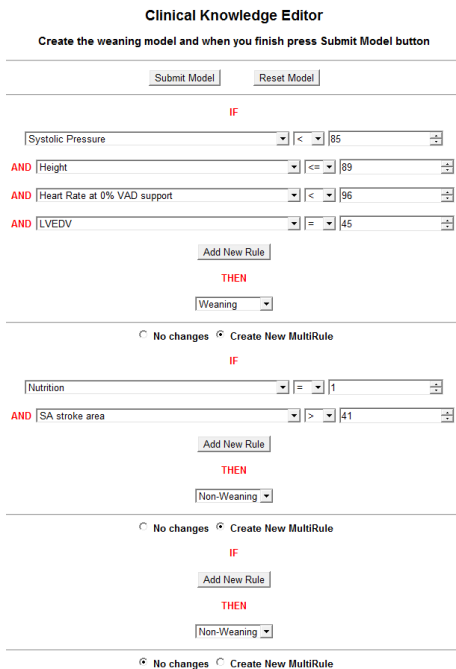 Clinical Knowledge Editor
Create the weaning model and when you finish press Submit Model button
Submit Model Reset Model
IF
Systolic Pressure < 85
AND Height <= 89
AND Heart Rate at 0% VAD support < 96
AND LVEDV = 45
Add New Rule
THEN
Weaning
No changes Create New MultiRule
IF
Nutrition = 1
AND SA stroke area > 41
Add New Rule
THEN
Non-Weaning
No changes Create New MultiRule
IF
Add New Rule
THEN
Non-Weaning
No changes Create New MultiRule